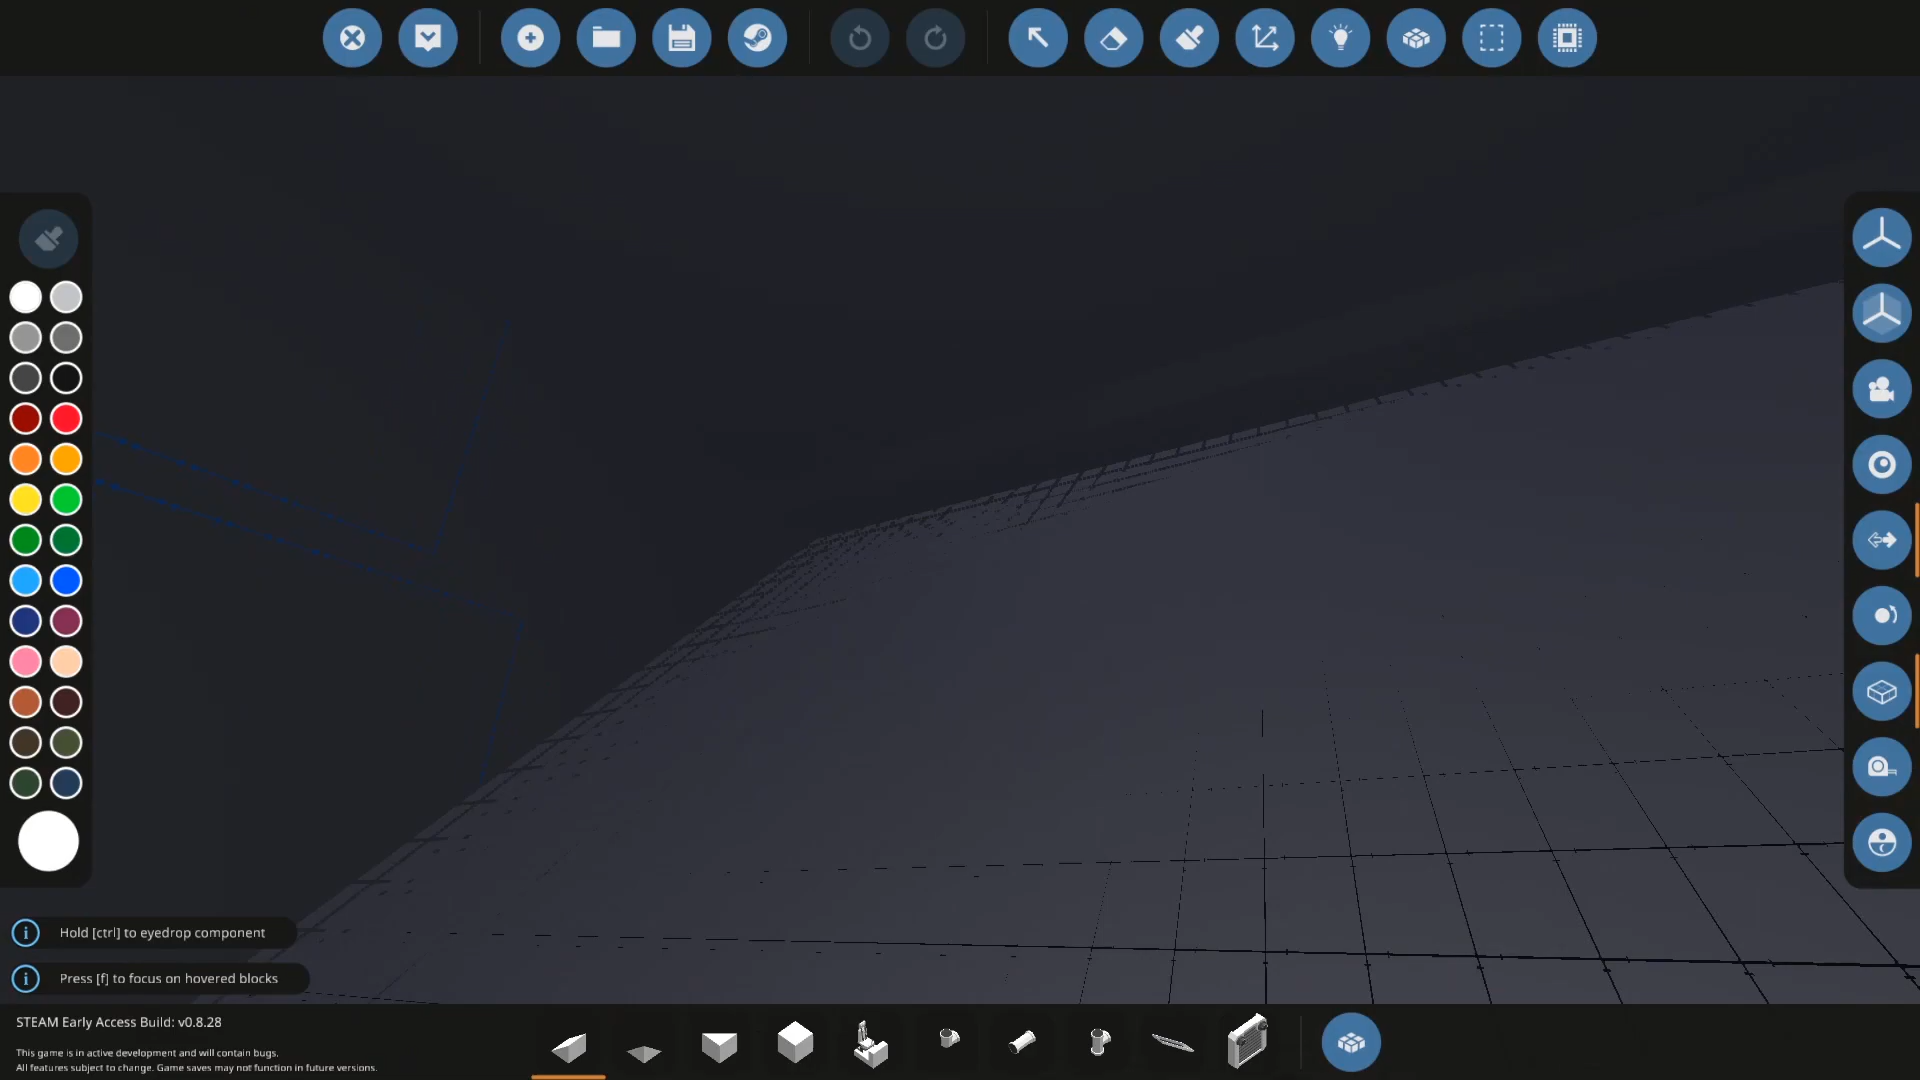 Hold [ctrl] to eyedrop component
Press [f] to focus on hovered blocks
STEAM Early Access Build: v0.8.28
This game is in active development and will contain bugs.
All features subject to change. Game saves may not function in future versions.